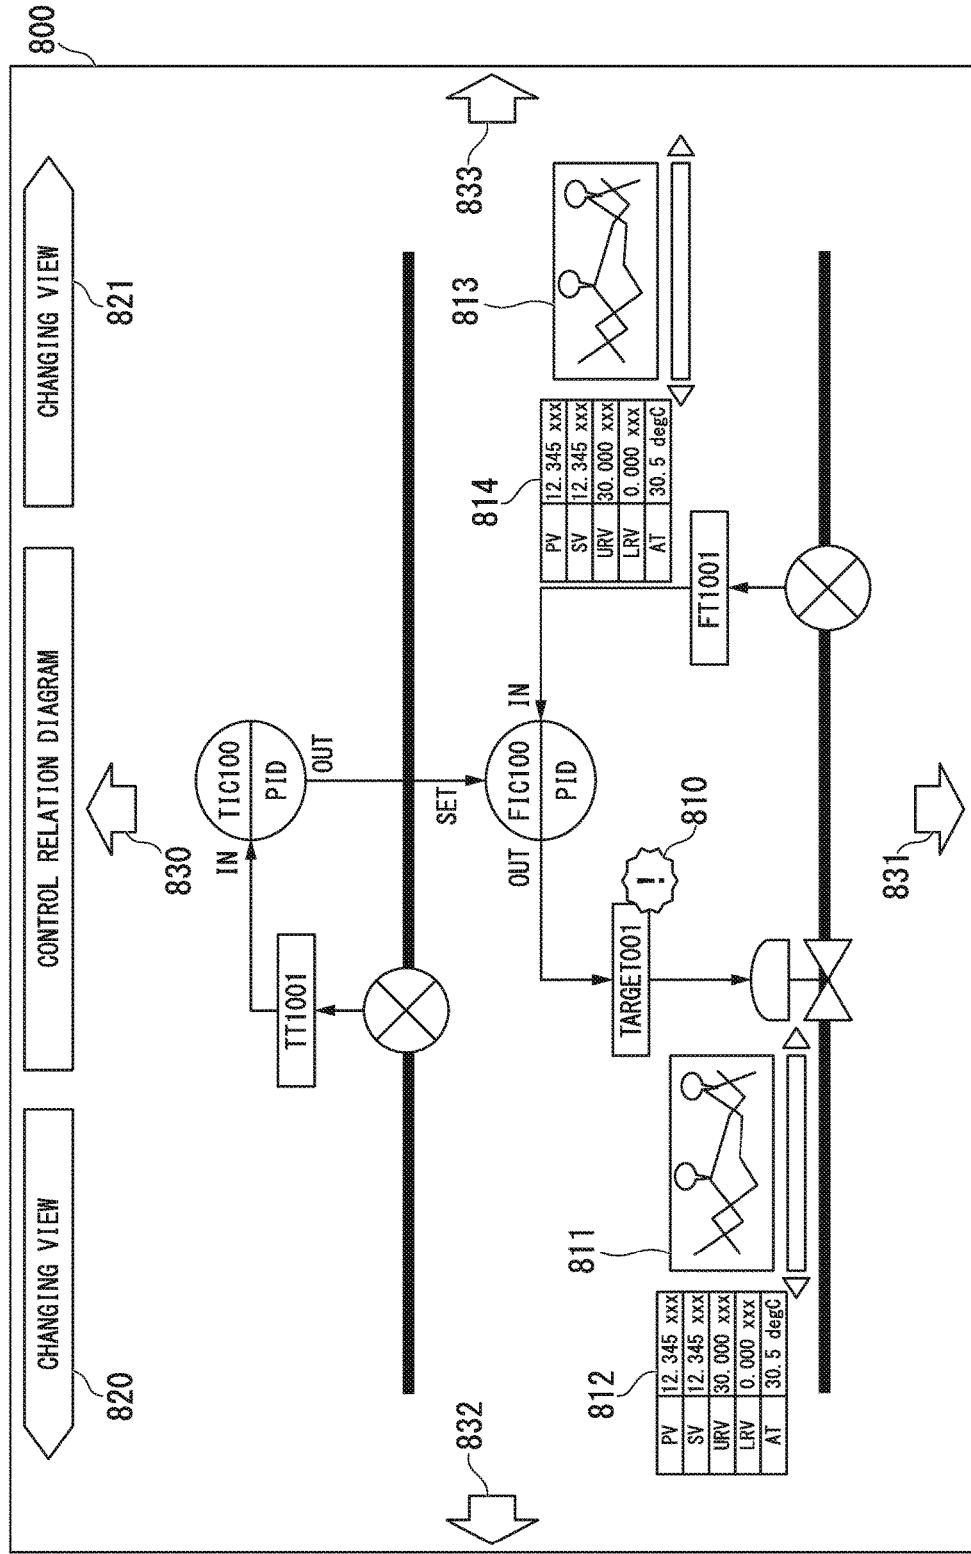 800
CHANGING VIEW
CONTROL RELATION DIAGRAM
CHANGING VIEW
820
830
821
TT1001
IN
TIC100
PID
OUT
832
SET
833
OUT
FIC100
PID
IN
TARGET001
!
810
FT1001
814
PV 12.345 xxx
SV 12.345 xxx
URV 30.000 xxx
LRV 0.000 xxx
AT 30.5 degC
813
812
PV 12.345 xxx
SV 12.345 xxx
URV 30.000 xxx
LRV 0.000 xxx
AT 30.5 degC
811
831